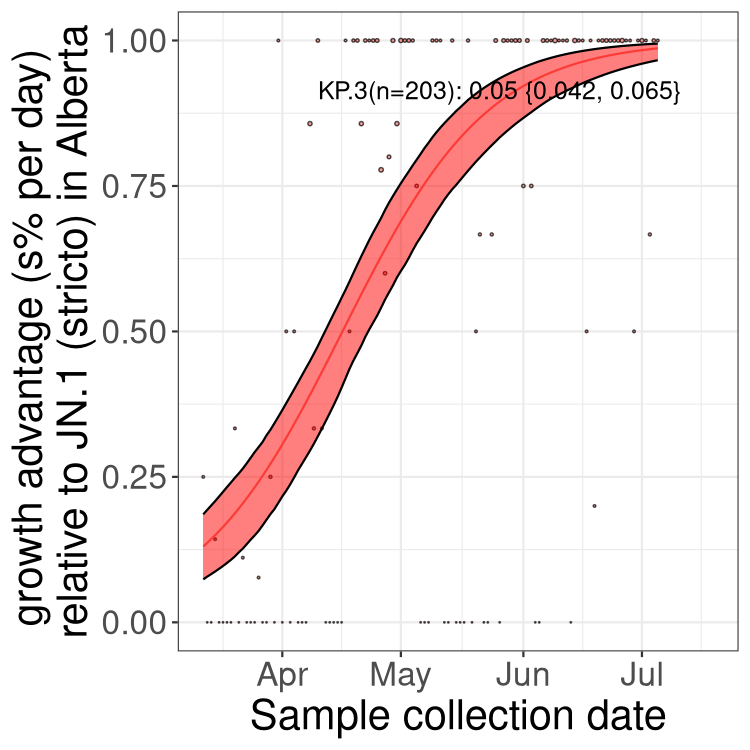 growth advantage (s% per day)
relative to JN.1 (stricto) in Alberta
1.00
0.75
0.50
0.25
0.00
KP.3(n=203): 0.05 {0.042, 0.065}
Apr
May
Jun
Jul
Sample collection date